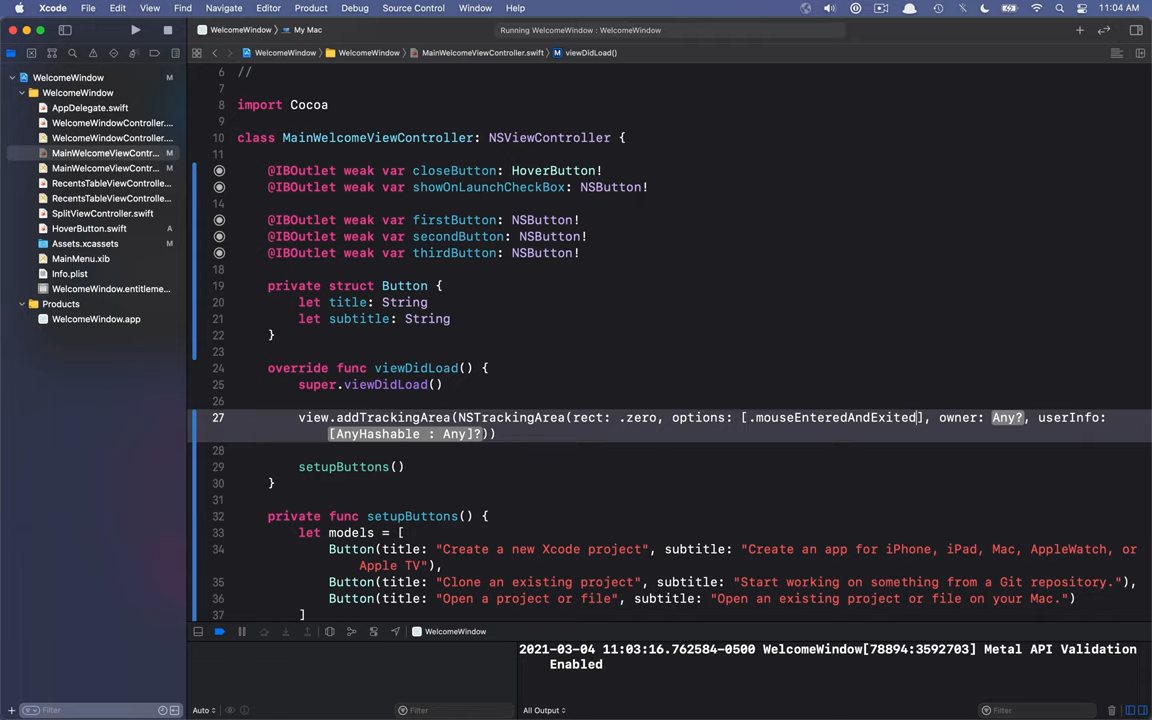 Xcode File Edit View Find Navigate Editor Product Debug Source Control Window Help 11:04 AM
WelcomeWindow My Mac Running WelcomeWindow : WelcomeWindow
WelcomeWindow WelcomeWindow MainWelcomeViewController.swift M viewDidLoad()
WelcomeWindow M
WelcomeWindow
AppDelegate.swift
WelcomeWindowController.... M
WelcomeWindowController.... M
MainWelcomeViewContr... M
MainWelcomeViewContr... M
RecentsTableViewControlle...
RecentsTableViewControlle...
SplitViewController.swift
HoverButton.swift A
Assets.xcassets M
MainMenu.xib
Info.plist
WelcomeWindow.entitleme...
Products
WelcomeWindow.app
6 //
7
8 import Cocoa
9
10 class MainWelcomeViewController: NSViewController {
11
@IBOutlet weak var closeButton: HoverButton!
@IBOutlet weak var showOnLaunchCheckBox: NSButton!
14
@IBOutlet weak var firstButton: NSButton!
@IBOutlet weak var secondButton: NSButton!
@IBOutlet weak var thirdButton: NSButton!
18
19 private struct Button {
20 let title: String
21 let subtitle: String
22 }
23
24 override func viewDidLoad() {
25 super.viewDidLoad()
26
27 view.addTrackingArea(NSTrackingArea(rect: .zero, options: [.mouseEnteredAndExited], owner: Any?, userInfo:
[AnyHashable : Any]?))
28
29 setupButtons()
30 }
31
32 private func setupButtons() {
33 let models = [
34 Button(title: "Create a new Xcode project", subtitle: "Create an app for iPhone, iPad, Mac, AppleWatch, or
Apple TV"),
35 Button(title: "Clone an existing project", subtitle: "Start working on something from a Git repository."),
36 Button(title: "Open a project or file", subtitle: "Open an existing project or file on your Mac.")
37 ]
WelcomeWindow
2021-03-04 11:03:16.762584-0500 WelcomeWindow[78894:3592703] Metal API Validation
Enabled
Filter Auto Filter All Output Filter